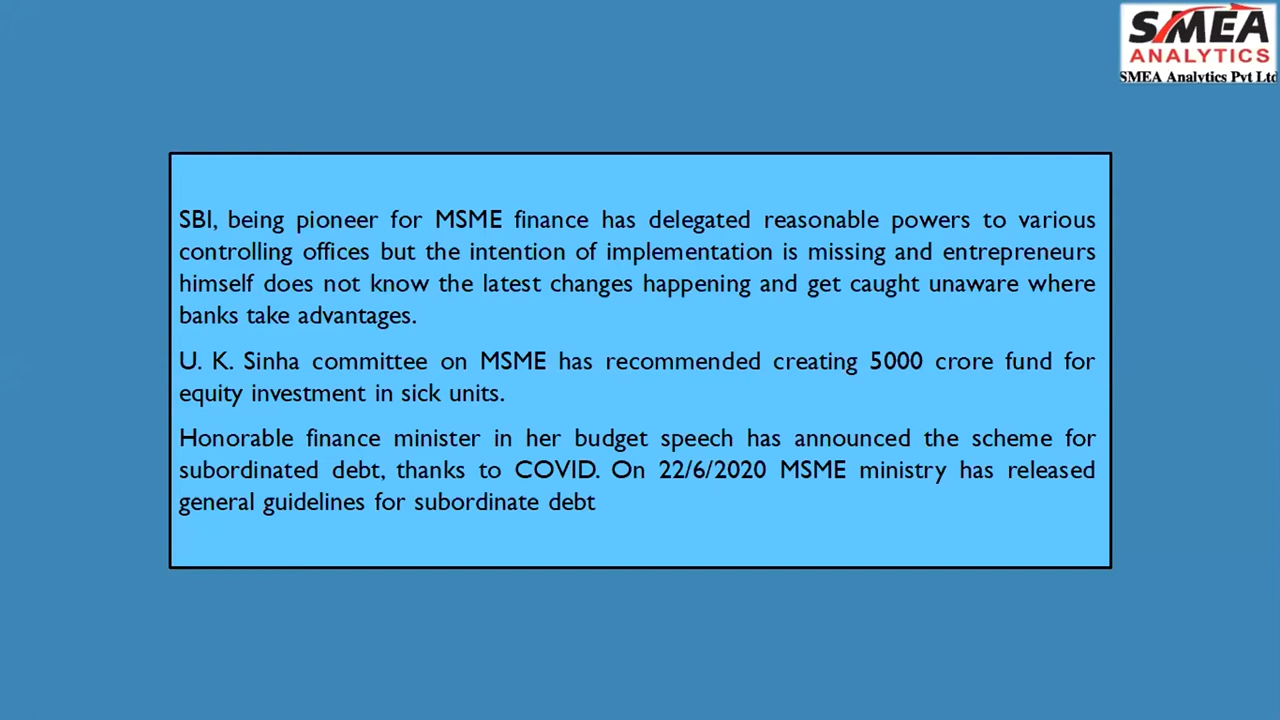 SMEA
ANALYTICS
SMEA Analytics Pvt Ltd
SBI, being pioneer for MSME finance has delegated reasonable powers to various
controlling offices but the intention of implementation is missing and entrepreneurs
himself does not know the latest changes happening and get caught unaware where
banks take advantages.
U. K. Sinha committee on MSME has recommended creating 5000 crore fund for
equity investment in sick units.
Honorable finance minister in her budget speech has announced the scheme for
subordinated debt, thanks to COVID. On 22/6/2020 MSME ministry has released
general guidelines for subordinate debt